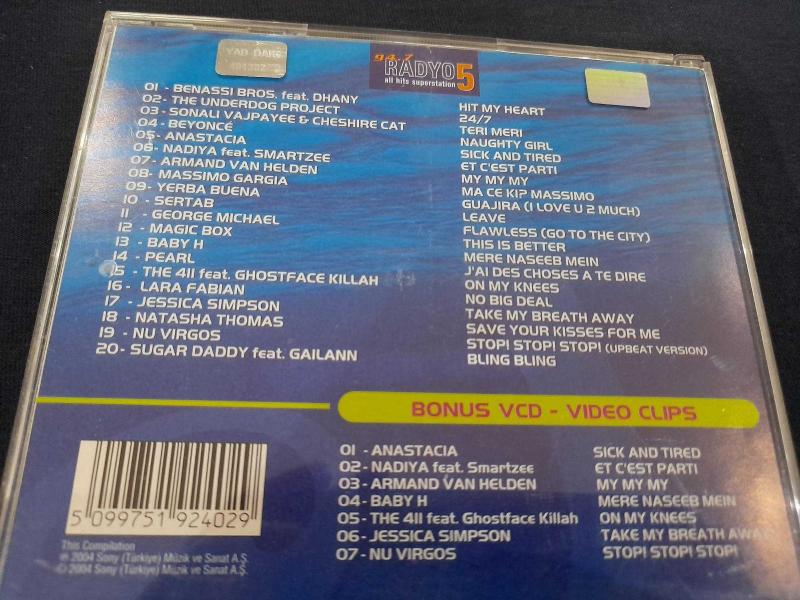 YAD DAĞ
94.7
RADYO 5
all hits superstation
01 - BENASSI BROS. feat. DHANY HIT MY HEART
02- THE UNDERDOG PROJECT 24/7
03 - SONALI VAJPAYEE & CHESHIRE CAT TERI MERI
04 - BEYONCÉ NAUGHTY GIRL
05- ANASTACIA SICK AND TIRED
06 - NADIYA feat. SMARTZEE ET C'EST PARTI
07 - ARMAND VAN HELDEN MY MY MY
08- MASSIMO GARGIA MA CE KI? MASSIMO
09- YERBA BUENA GUAJIRA (I LOVE U 2 MUCH)
10 - SERTAB LEAVE
11 - GEORGE MICHAEL FLAWLESS (GO TO THE CITY)
12 - MAGIC BOX THIS IS BETTER
13 - BABY H MERE NASEEB MEIN
14 - PEARL J'AI DES CHOSES A TE DIRE
15 - THE 411 feat. GHOSTFACE KILLAH ON MY KNEES
16 - LARA FABIAN NO BIG DEAL
17 - JESSICA SIMPSON TAKE MY BREATH AWAY
18 - NATASHA THOMAS SAVE YOUR KISSES FOR ME
19 - NU VIRGOS STOP! STOP! STOP! (UPBEAT VERSION)
20- SUGAR DADDY feat. GAILANN BLING BLING
BONUS VCD - VIDEO CLIPS
01 - ANASTACIA SICK AND TIRED
02- NADIYA feat. Smartzee ET C'EST PARTI
03 - ARMAND VAN HELDEN MY MY MY
04- BABY H MERE NASEEB MEIN
05 - THE 411 feat. Ghostface Killah ON MY KNEES
06 - JESSICA SIMPSON TAKE MY BREATH AWAY
07- NU VIRGOS STOP! STOP! STOP!
5 099751 924029
This Compilation
℗ 2004 Sony (Türkiye) Müzik ve Sanat A.Ş.
© 2004 Sony (Türkiye) Müzik ve Sanat A.Ş.